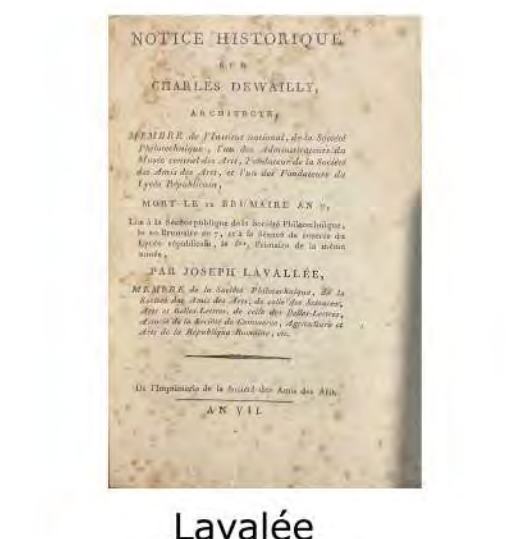 NOTICE HISTORIQUE
SUR
CHARLES DEWAILLY,
ARCHITECTE,
MEMBRE de l'Institut national, de la Société
Philotechnique, l'un des Administrateurs du
Musée central des Arts, Fondateur de la Société
des Amis des Arts, et l'un des Fondateurs du
Lycée Républicain,
MORT LE 12 BRUMAIRE AN 7,
Lue à la Séance publique de la Société Philotechnique,
le 20 Brumaire an 7, et à la Séance de rentrée du
Lycée républicain, le Frimaire de la même
année,
PAR JOSEPH LAVALLÉE,
MEMBRE de la Société Philotechnique, de la
Société des Amis des Arts, de celle des Sciences,
Arts et Belles-Lettres, de celle des Belles-Lettres,
Associé de la Société de Commerce, Agriculture et
Arts de la République Romaine, etc.
De l'Imprimerie de la Société des Amis des Arts.
AN VII.
Lavalée